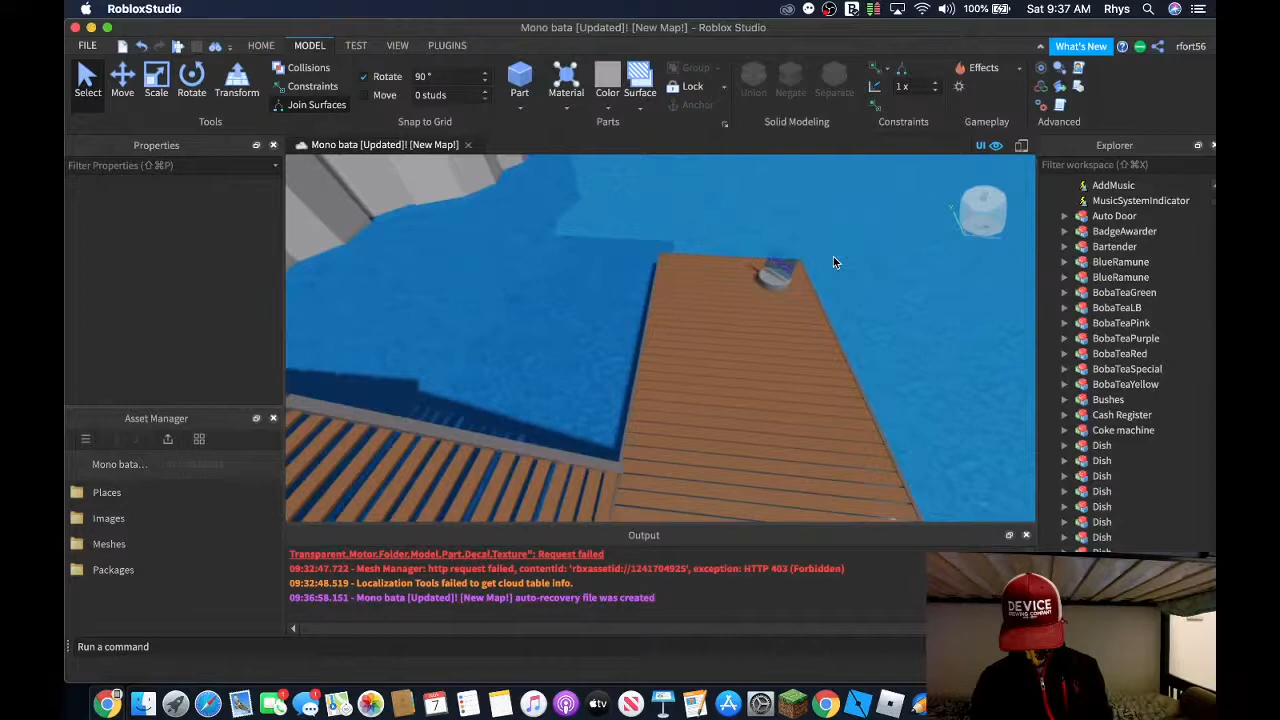 RobloxStudio
100%
Sat 9:37 AM Rhys
Mono bata [Updated]! [New Map!] - Roblox Studio
FILE HOME MODEL TEST VIEW PLUGINS
What's New
rfort56
Select
Move
Scale
Rotate
Transform
Collisions
Constraints
Join Surfaces
Rotate 90 °
Move 0 studs
Part
Material
Color
Surface
Group
Lock
Anchor
Union
Negate
Separate
1 x
Effects
Tools
Snap to Grid
Parts
Solid Modeling
Constraints
Gameplay
Advanced
Properties
Filter Properties (⇧⌘P)
Mono bata [Updated]! [New Map!]
UI
Explorer
Filter workspace (⇧⌘X)
AddMusic
MusicSystemIndicator
Auto Door
BadgeAwarder
Bartender
BlueRamune
BlueRamune
BobaTeaGreen
BobaTeaLB
BobaTeaPink
BobaTeaPurple
BobaTeaRed
BobaTeaSpecial
BobaTeaYellow
Bushes
Cash Register
Coke machine
Dish
Dish
Dish
Dish
Dish
Dish
Dish
Asset Manager
Mono bata...
Places
Images
Meshes
Packages
Output
Transparent.Motor.Folder.Model.Part.Decal.Texture": Request failed
09:32:47.722 - Mesh Manager: http request failed, contentid: 'rbxassetid://1241704925', exception: HTTP 403 (Forbidden)
09:32:48.519 - Localization Tools failed to get cloud table info.
09:36:58.151 - Mono bata [Updated]! [New Map!] auto-recovery file was created
Run a command
DEVICE
BREWING COMPANY
7
tv